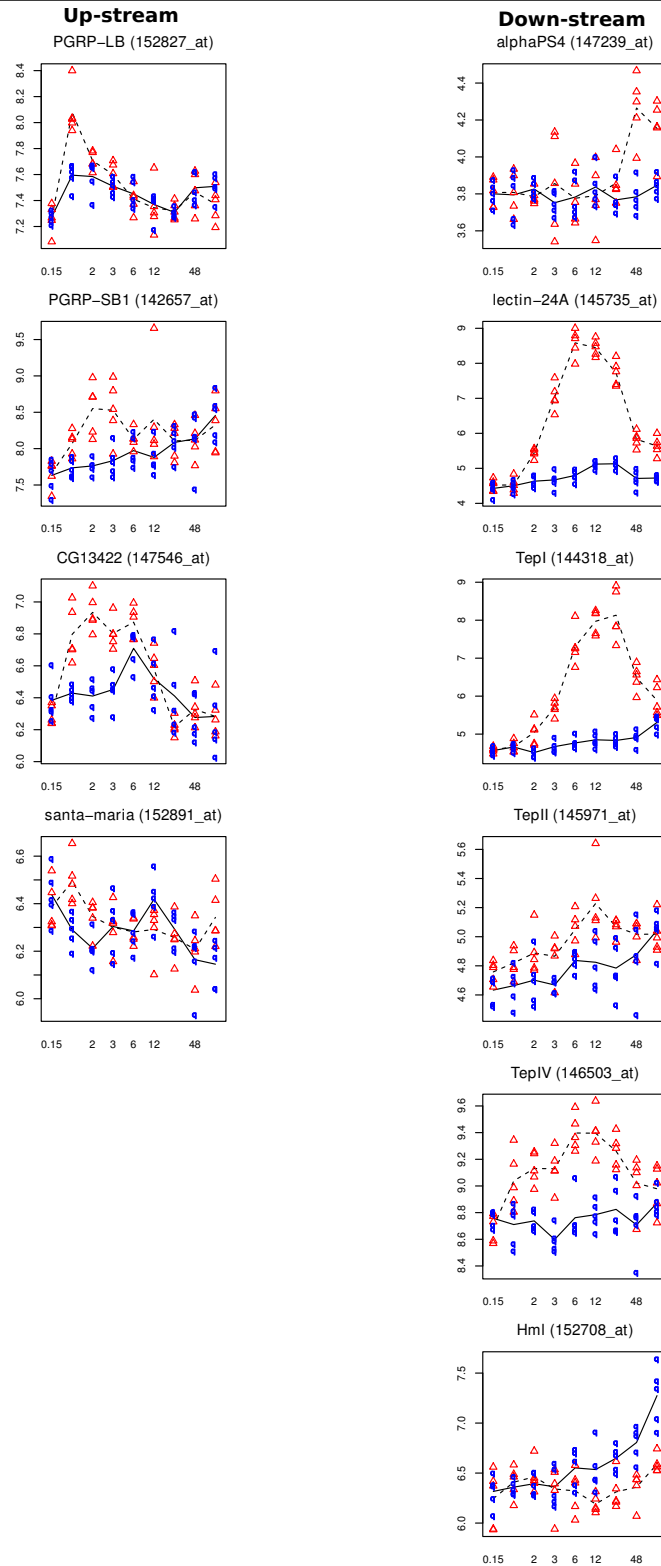 Up-stream
PGRP−LB (152827_at)
8.4
8.2
8.0
7.8
7.6
7.4
7.2
0.15 2 3 6 12 48
PGRP−SB1 (142657_at)
9.5
9.0
8.5
8.0
7.5
0.15 2 3 6 12 48
CG13422 (147546_at)
7.0
6.8
6.6
6.4
6.2
6.0
0.15 2 3 6 12 48
santa−maria (152891_at)
6.6
6.4
6.2
6.0
0.15 2 3 6 12 48
Down-stream
alphaPS4 (147239_at)
4.4
4.2
4.0
3.8
3.6
0.15 2 3 6 12 48
lectin−24A (145735_at)
9
8
7
6
5
4
0.15 2 3 6 12 48
TepI (144318_at)
9
8
7
6
5
0.15 2 3 6 12 48
TepII (145971_at)
5.6
5.4
5.2
5.0
4.8
4.6
0.15 2 3 6 12 48
TepIV (146503_at)
9.6
9.4
9.2
9.0
8.8
8.6
8.4
0.15 2 3 6 12 48
Hml (152708_at)
7.5
7.0
6.5
6.0
0.15 2 3 6 12 48